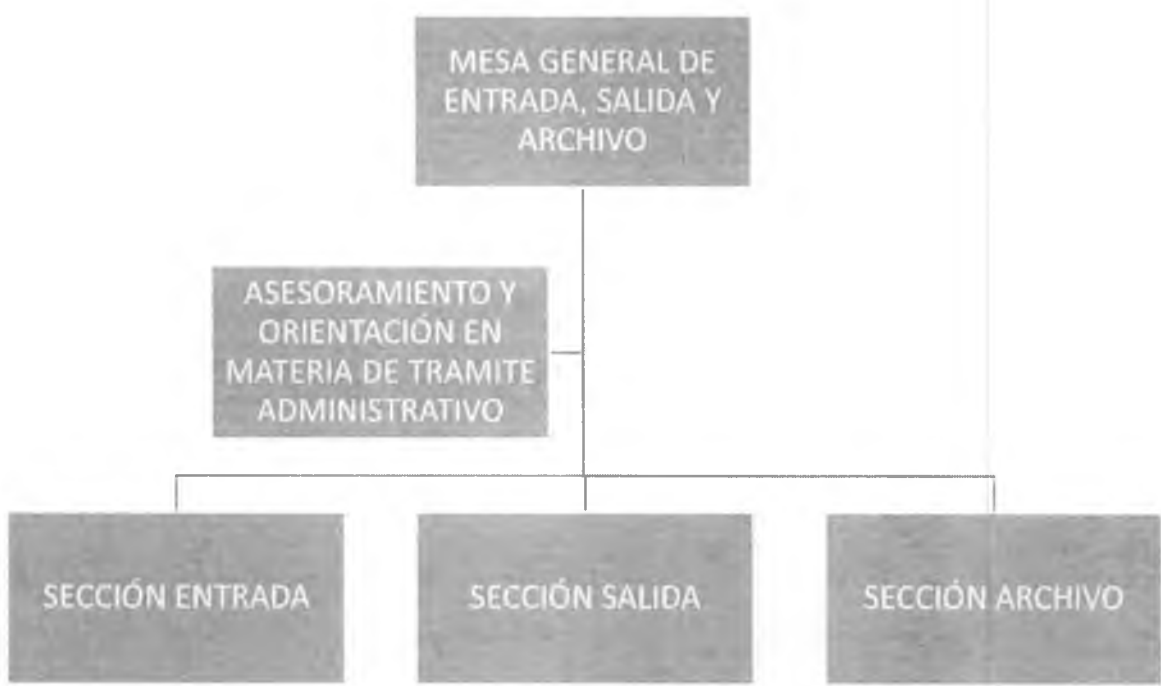 MESA GENERAL DE
ENTRADA, SALIDA Y
ARCHIVO
ASESORAMIENTO Y
ORIENTACIÓN EN
MATERIA DE TRAMITE
ADMINISTRATIVO
SECCIÓN ENTRADA
SECCIÓN SALIDA
SECCIÓN ARCHIVO